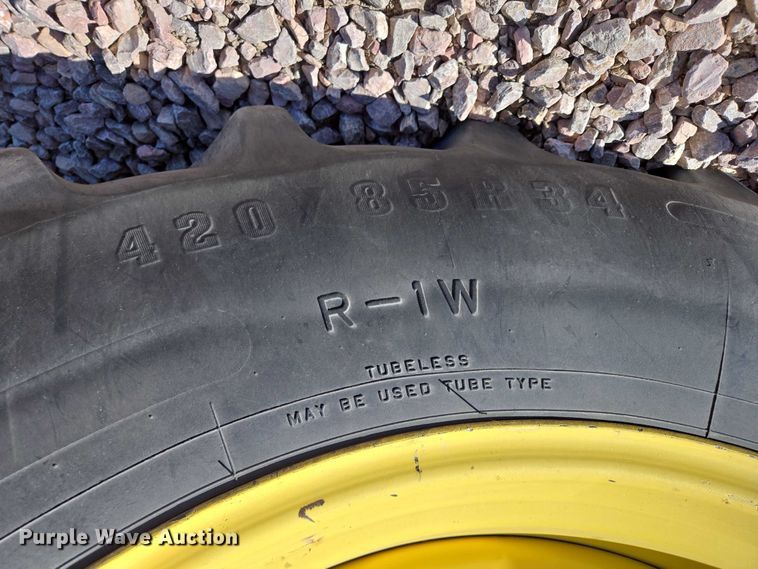 420/85R34
R-1W
TUBELESS
MAY BE USED TUBE TYPE
Purple Wave Auction